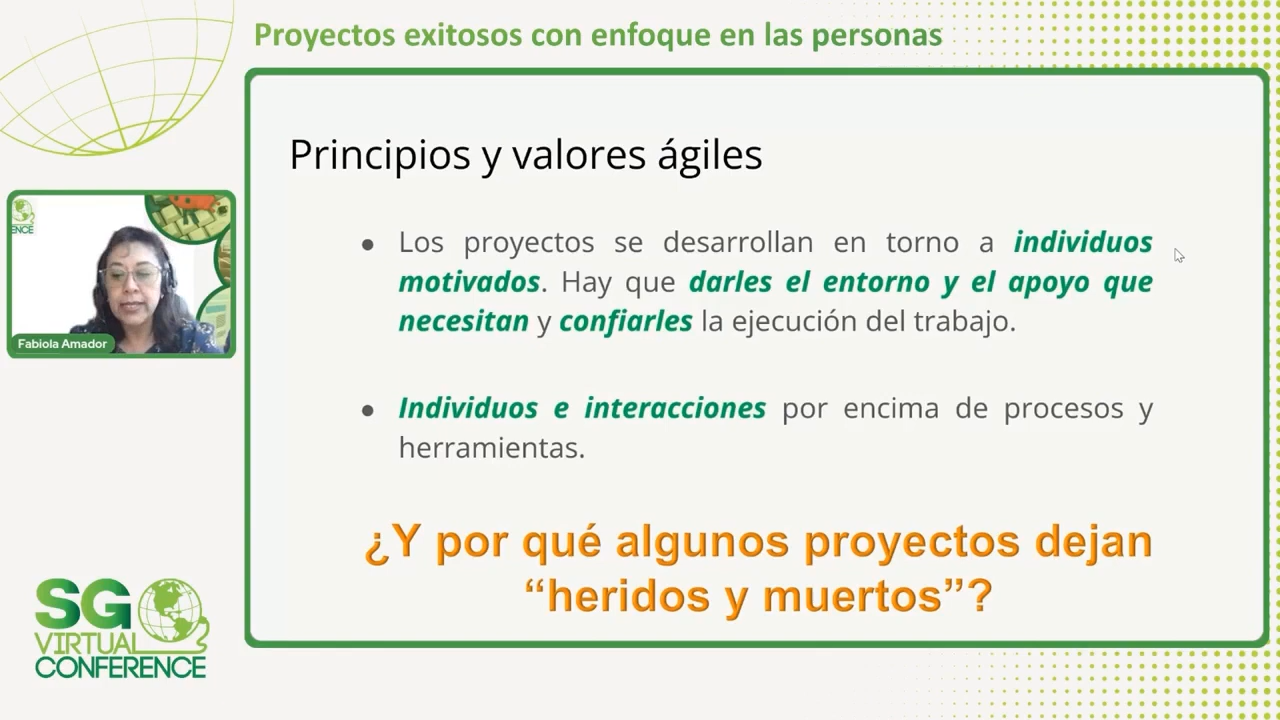 Proyectos exitosos con enfoque en las personas
Principios y valores ágiles
● Los proyectos se desarrollan en torno a individuos
motivados. Hay que darles el entorno y el apoyo que
necesitan y confiarles la ejecución del trabajo.
● Individuos e interacciones por encima de procesos y
herramientas.
¿Y por qué algunos proyectos dejan
“heridos y muertos”?
ENCE
Fabiola Amador
SG
VIRTUAL
CONFERENCE